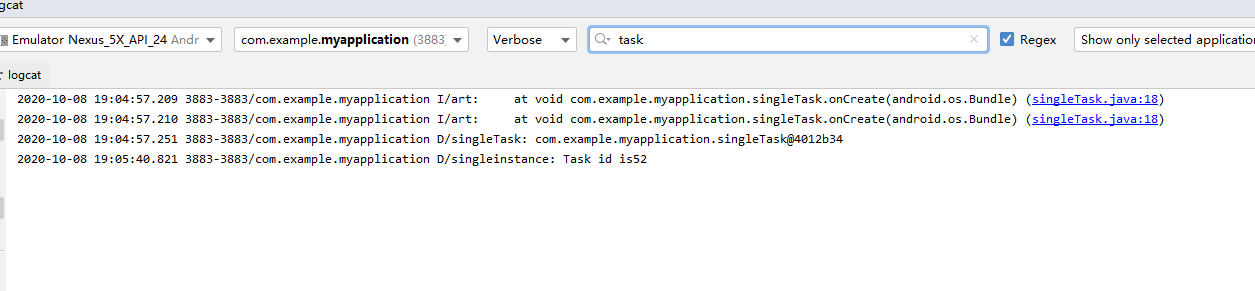 gcat
Emulator Nexus_5X_API_24 Andr com.example.myapplication (3883) Verbose task Regex Show only selected application
logcat
2020-10-08 19:04:57.209 3883-3883/com.example.myapplication I/art:     at void com.example.myapplication.singleTask.onCreate(android.os.Bundle) (singleTask.java:18)
2020-10-08 19:04:57.210 3883-3883/com.example.myapplication I/art:     at void com.example.myapplication.singleTask.onCreate(android.os.Bundle) (singleTask.java:18)
2020-10-08 19:04:57.251 3883-3883/com.example.myapplication D/singleTask: com.example.myapplication.singleTask@4012b34
2020-10-08 19:05:40.821 3883-3883/com.example.myapplication D/singleinstance: Task id is52